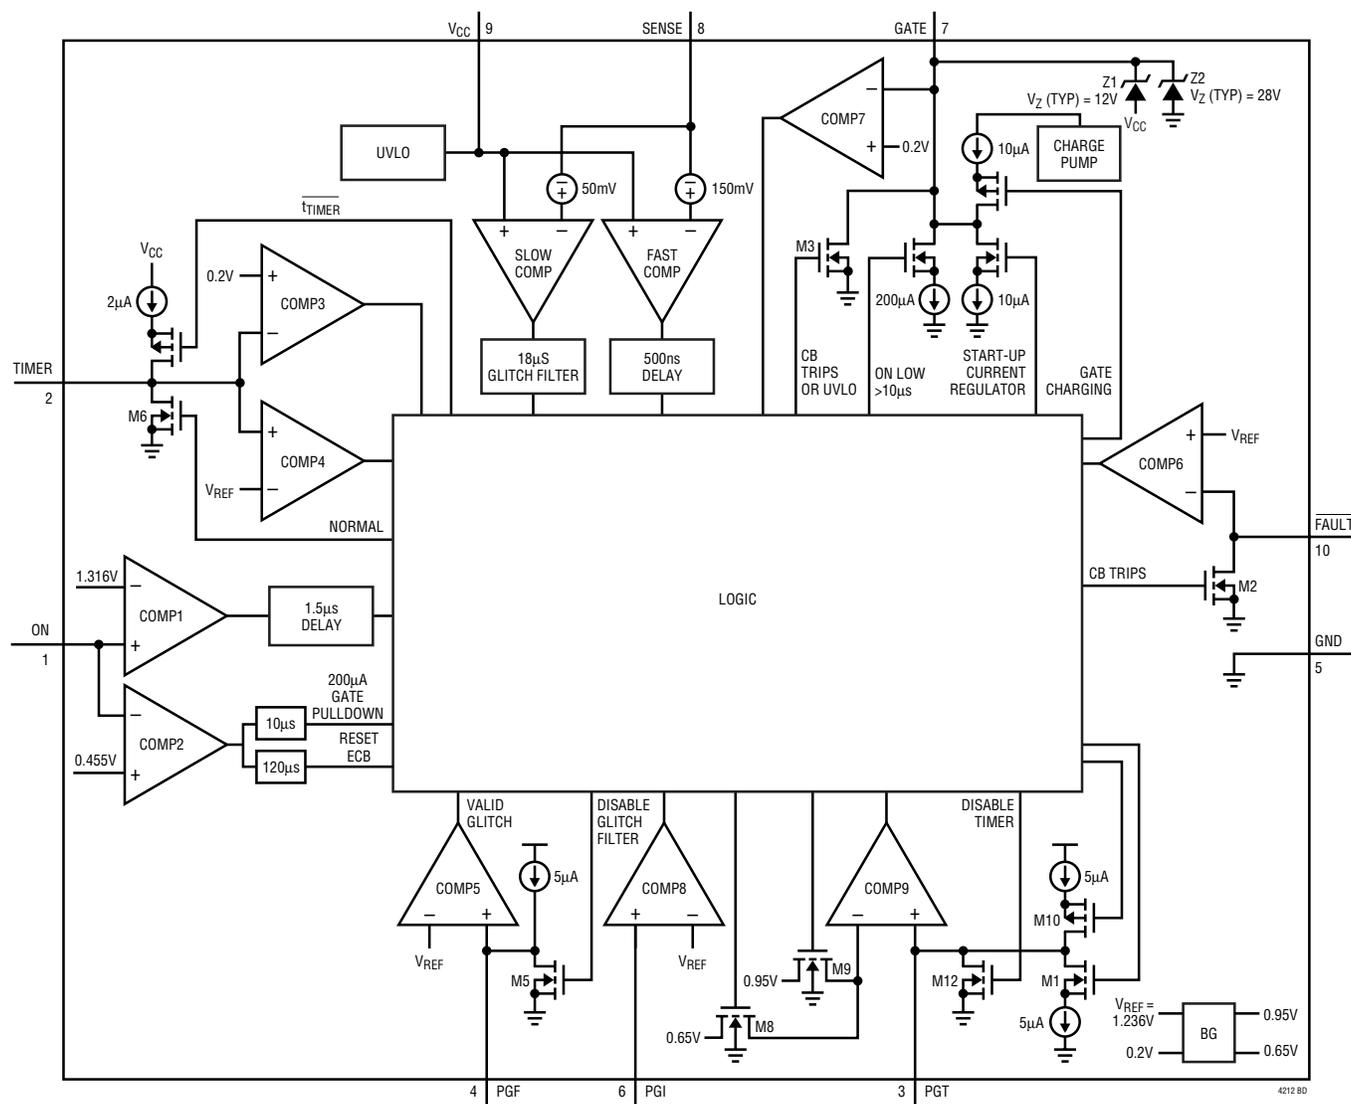 VCC 9
SENSE 8
GATE 7
Z1
VZ (TYP) = 12V
VCC
Z2
VZ (TYP) = 28V
COMP7
−
+
0.2V
10µA
CHARGE
PUMP
UVLO
50mV
150mV
tTIMER
+ −
SLOW
COMP
+ −
FAST
COMP
M3
200µA
10µA
VCC
2µA
0.2V
+
COMP3
−
18µS
GLITCH FILTER
500ns
DELAY
CB
TRIPS
OR UVLO
ON LOW
>10µs
START-UP
CURRENT
REGULATOR
GATE
CHARGING
TIMER
2
M6
+
COMP4
VREF
−
NORMAL
+
VREF
COMP6
−
FAULT
10
CB TRIPS
M2
GND
5
LOGIC
1.316V
−
COMP1
+
1.5µs
DELAY
ON
1
−
COMP2
0.455V
+
200µA
GATE
PULLDOWN
10µs
RESET
ECB
120µs
VALID
GLITCH
DISABLE
GLITCH
FILTER
DISABLE
TIMER
COMP5
− +
VREF
5µA
M5
COMP8
+ −
VREF
COMP9
− +
M9
0.95V
M8
0.65V
5µA
M10
M12
M1
5µA
VREF =
1.236V
0.2V
BG
0.95V
0.65V
4 PGF
6 PGI
3 PGT
4212 BD